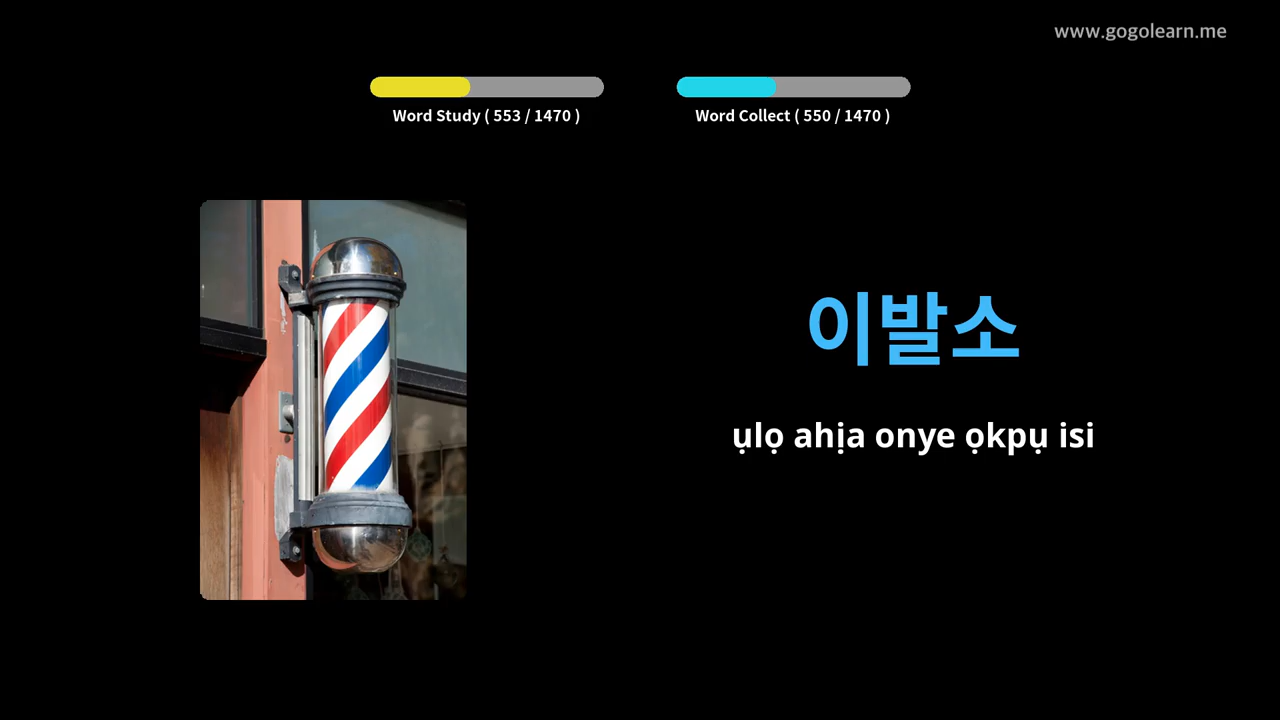 www.gogolearn.me
Word Study ( 553 / 1470 )
Word Collect ( 550 / 1470 )
이발소
ụlọ ahịa onye ọkpụ isi